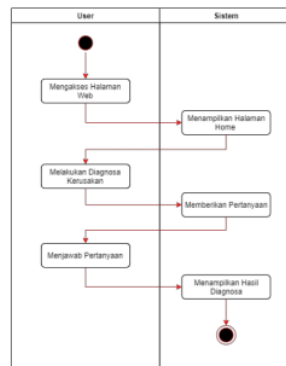 User
Sistem
Mengakses Halaman
Web
Menampilkan Halaman
Home
Melakukan Diagnosa
Kerusakan
Memberikan Pertanyaan
Menjawab Pertanyaan
Menampilkan Hasil
Diagnosa